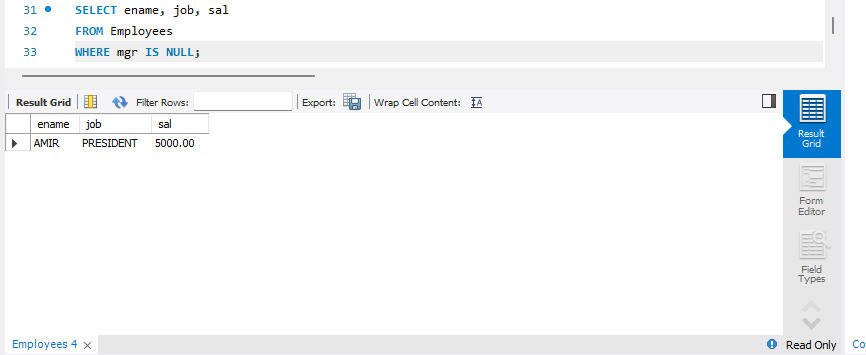 31 SELECT ename, job, sal
32 FROM Employees
33 WHERE mgr IS NULL;
Result Grid Filter Rows: Export: Wrap Cell Content: IA
ename job sal
AMIR PRESIDENT 5000.00
Result
Grid
Form
Editor
Field
Types
Employees 4 Read Only Co